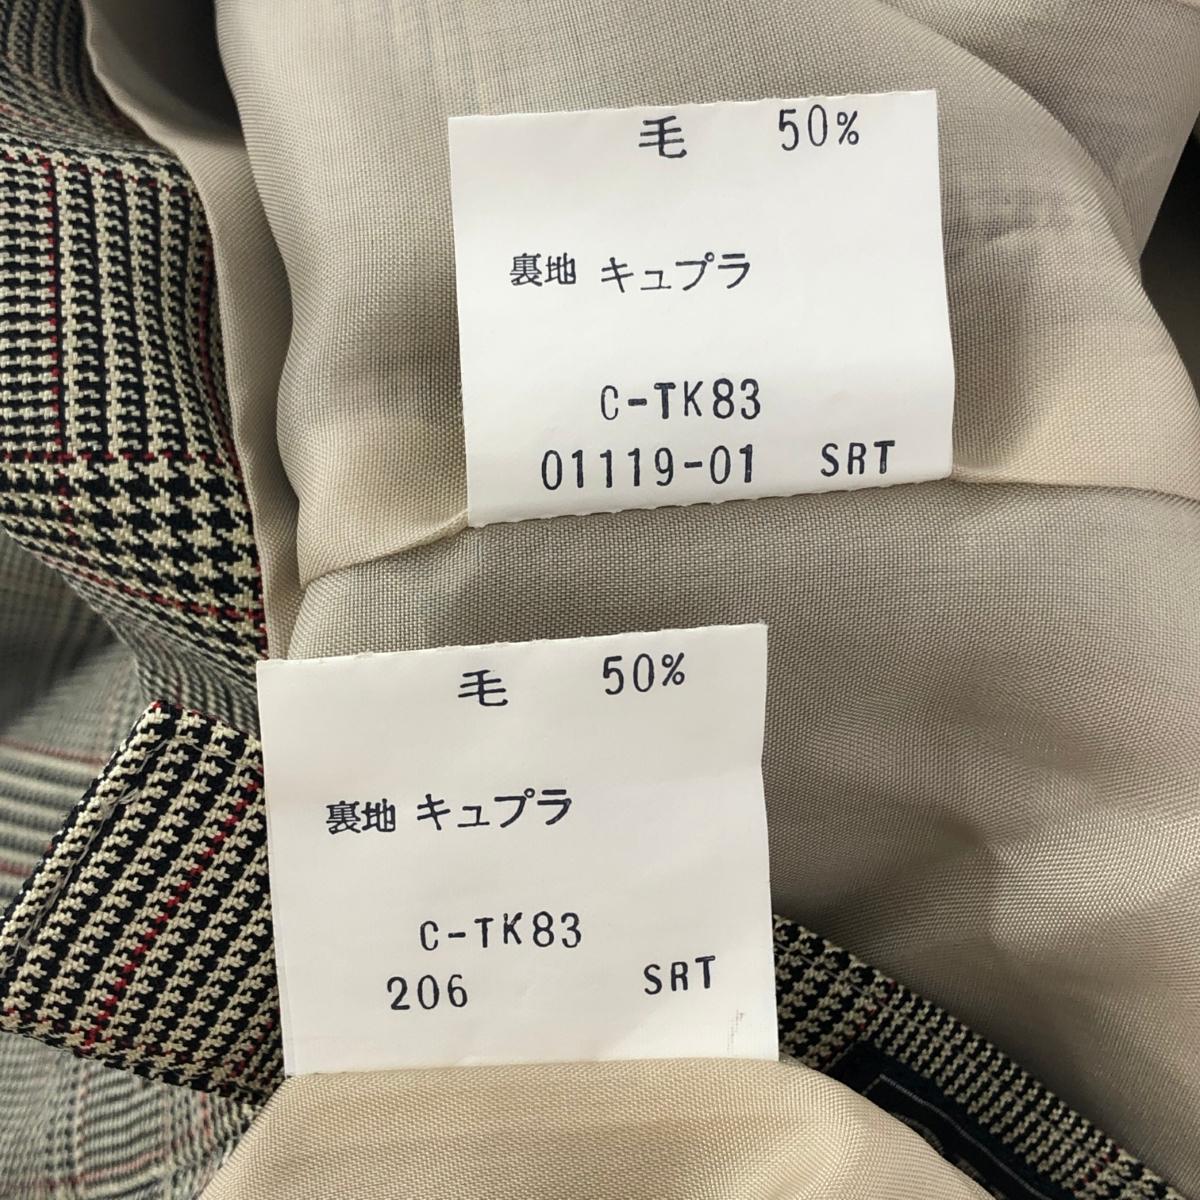 毛 50%
裏地 キュプラ
C-TK83
01119-01 SRT
毛 50%
裏地 キュプラ
C-TK83
206 SRT